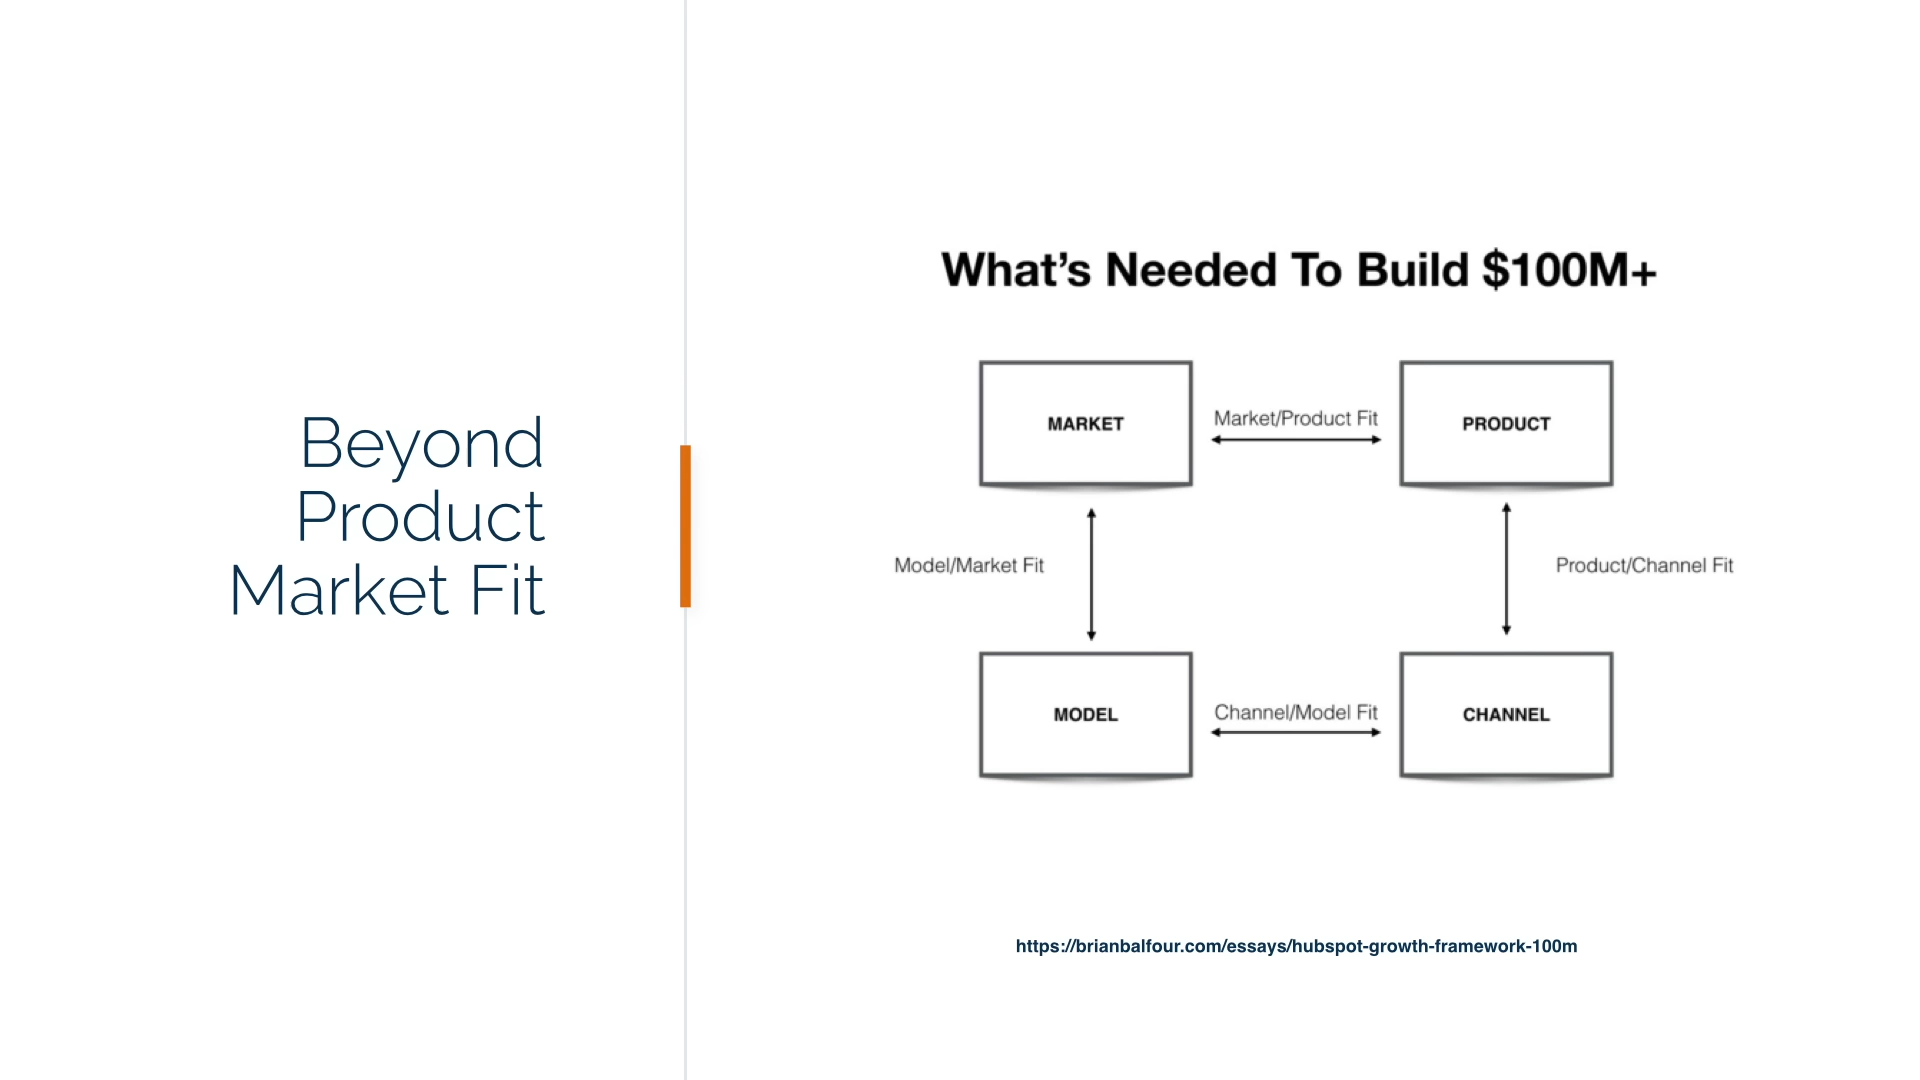 Beyond
Product
Market Fit
What's Needed To Build $100M+
MARKET
Market/Product Fit
PRODUCT
Model/Market Fit
Product/Channel Fit
MODEL
Channel/Model Fit
CHANNEL
https://brianbalfour.com/essays/hubspot-growth-framework-100m